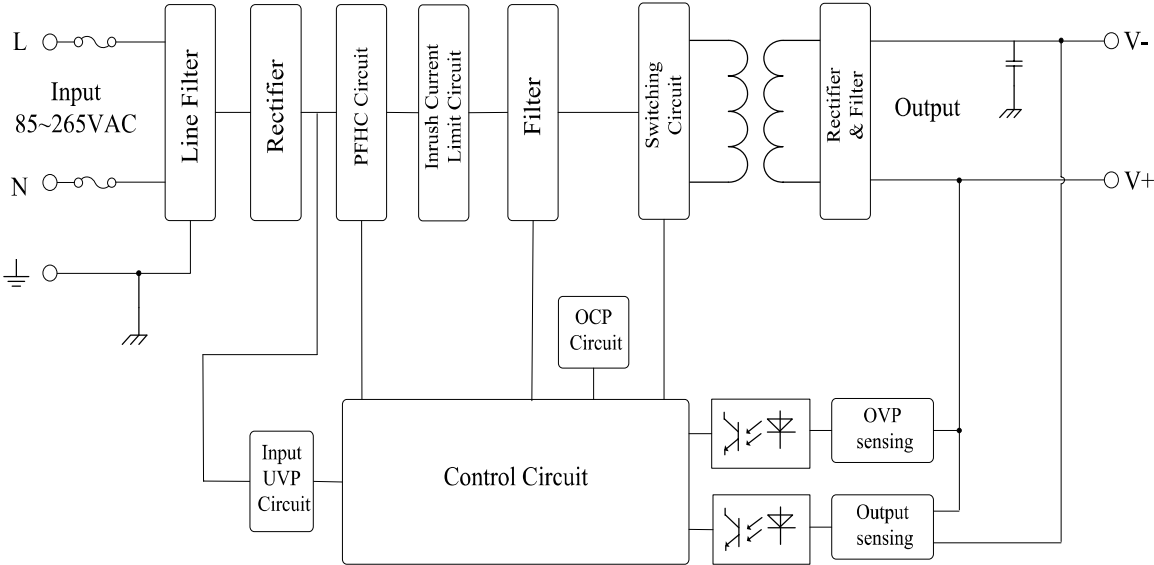 L
Input
85~265VAC
N
Line Filter
Rectifier
PFHC Circuit
Inrush Current
Limit Circuit
Filter
Switching
Circuit
Rectifier
& Filter
Output
V-
V+
OCP
Circuit
Input
UVP
Circuit
Control Circuit
OVP
sensing
Output
sensing